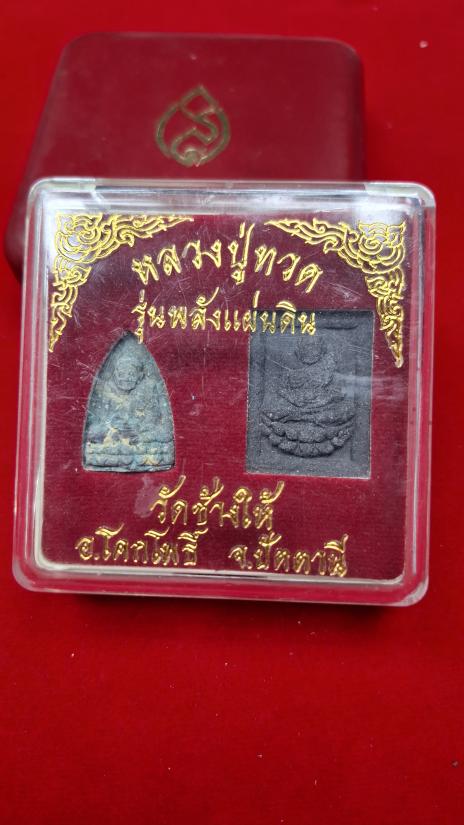 หลวงปู่ทวด
รุ่นพลังแผ่นดิน
วัดช้างให้
อ.โคกโพธิ์ จ.ปัตตานี